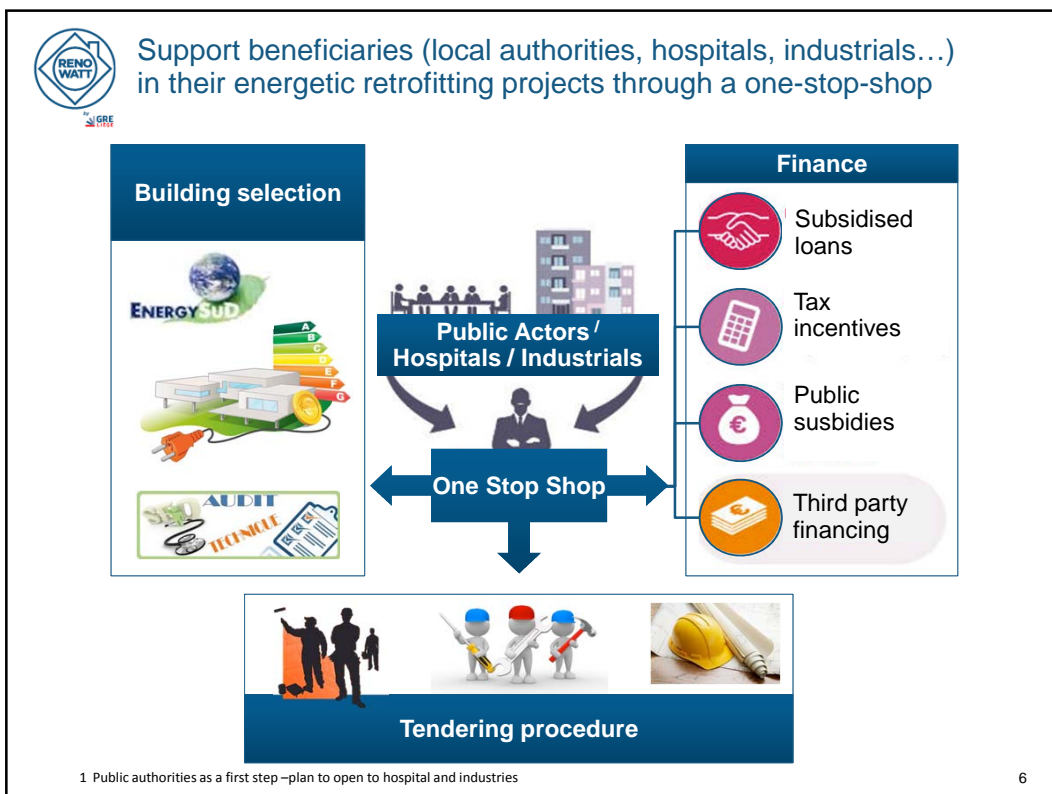 RENO
WATT
by
GRE
LIEGE
Support beneficiaries (local authorities, hospitals, industrials…)
in their energetic retrofitting projects through a one-stop-shop
Building selection
ENERGYSUD
A
B
C
D
E
F
G
SEO AUDIT
TECHNIQUE
Public Actors /
Hospitals / Industrials
One Stop Shop
Finance
Subsidised
loans
Tax
incentives
€
Public
susbidies
€
Third party
financing
Tendering procedure
1 Public authorities as a first step –plan to open to hospital and industries
6